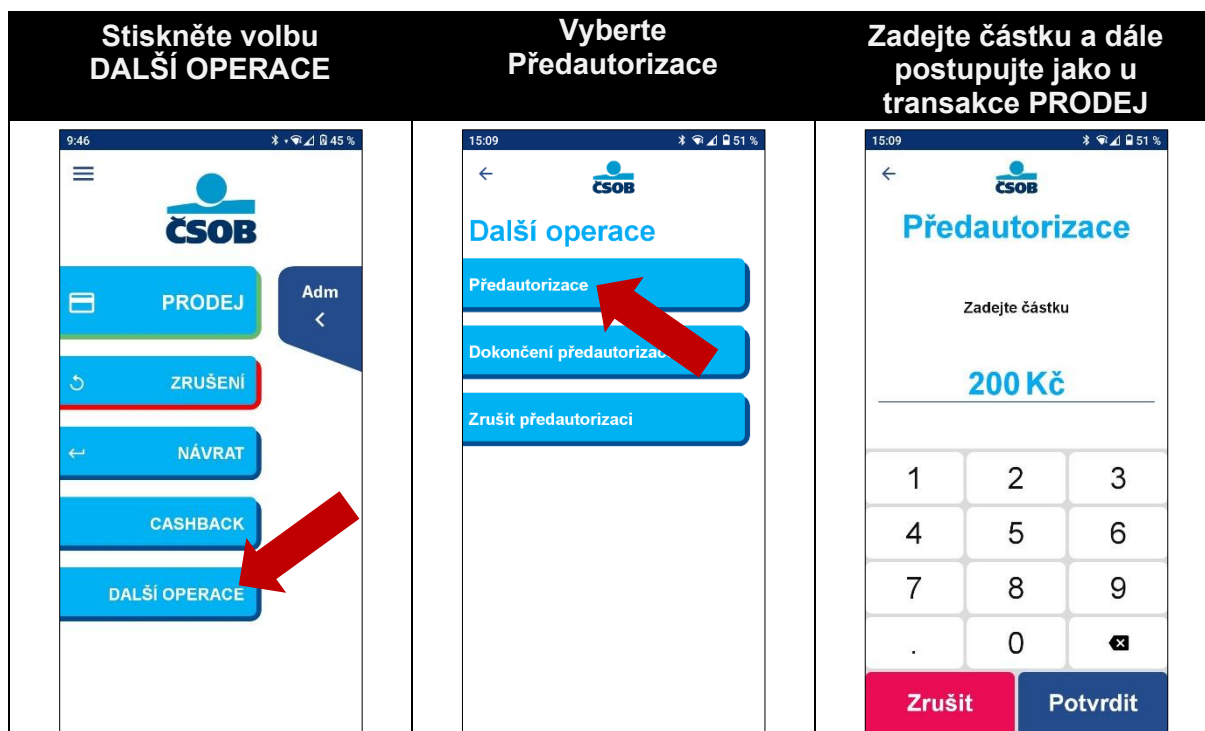 Stiskněte volbu
DALŠÍ OPERACE
Vyberte
Předautorizace
Zadejte částku a dále
postupujte jako u
transakce PRODEJ
9:46
45 %
ČSOB
PRODEJ
Adm
ZRUŠENÍ
NÁVRAT
CASHBACK
DALŠÍ OPERACE
15:09
51 %
ČSOB
Další operace
Předautorizace
Dokončení předautorizac
Zrušit předautorizaci
15:09
51 %
ČSOB
Předautorizace
Zadejte částku
200 Kč
1 2 3
4 5 6
7 8 9
. 0
Zrušit Potvrdit